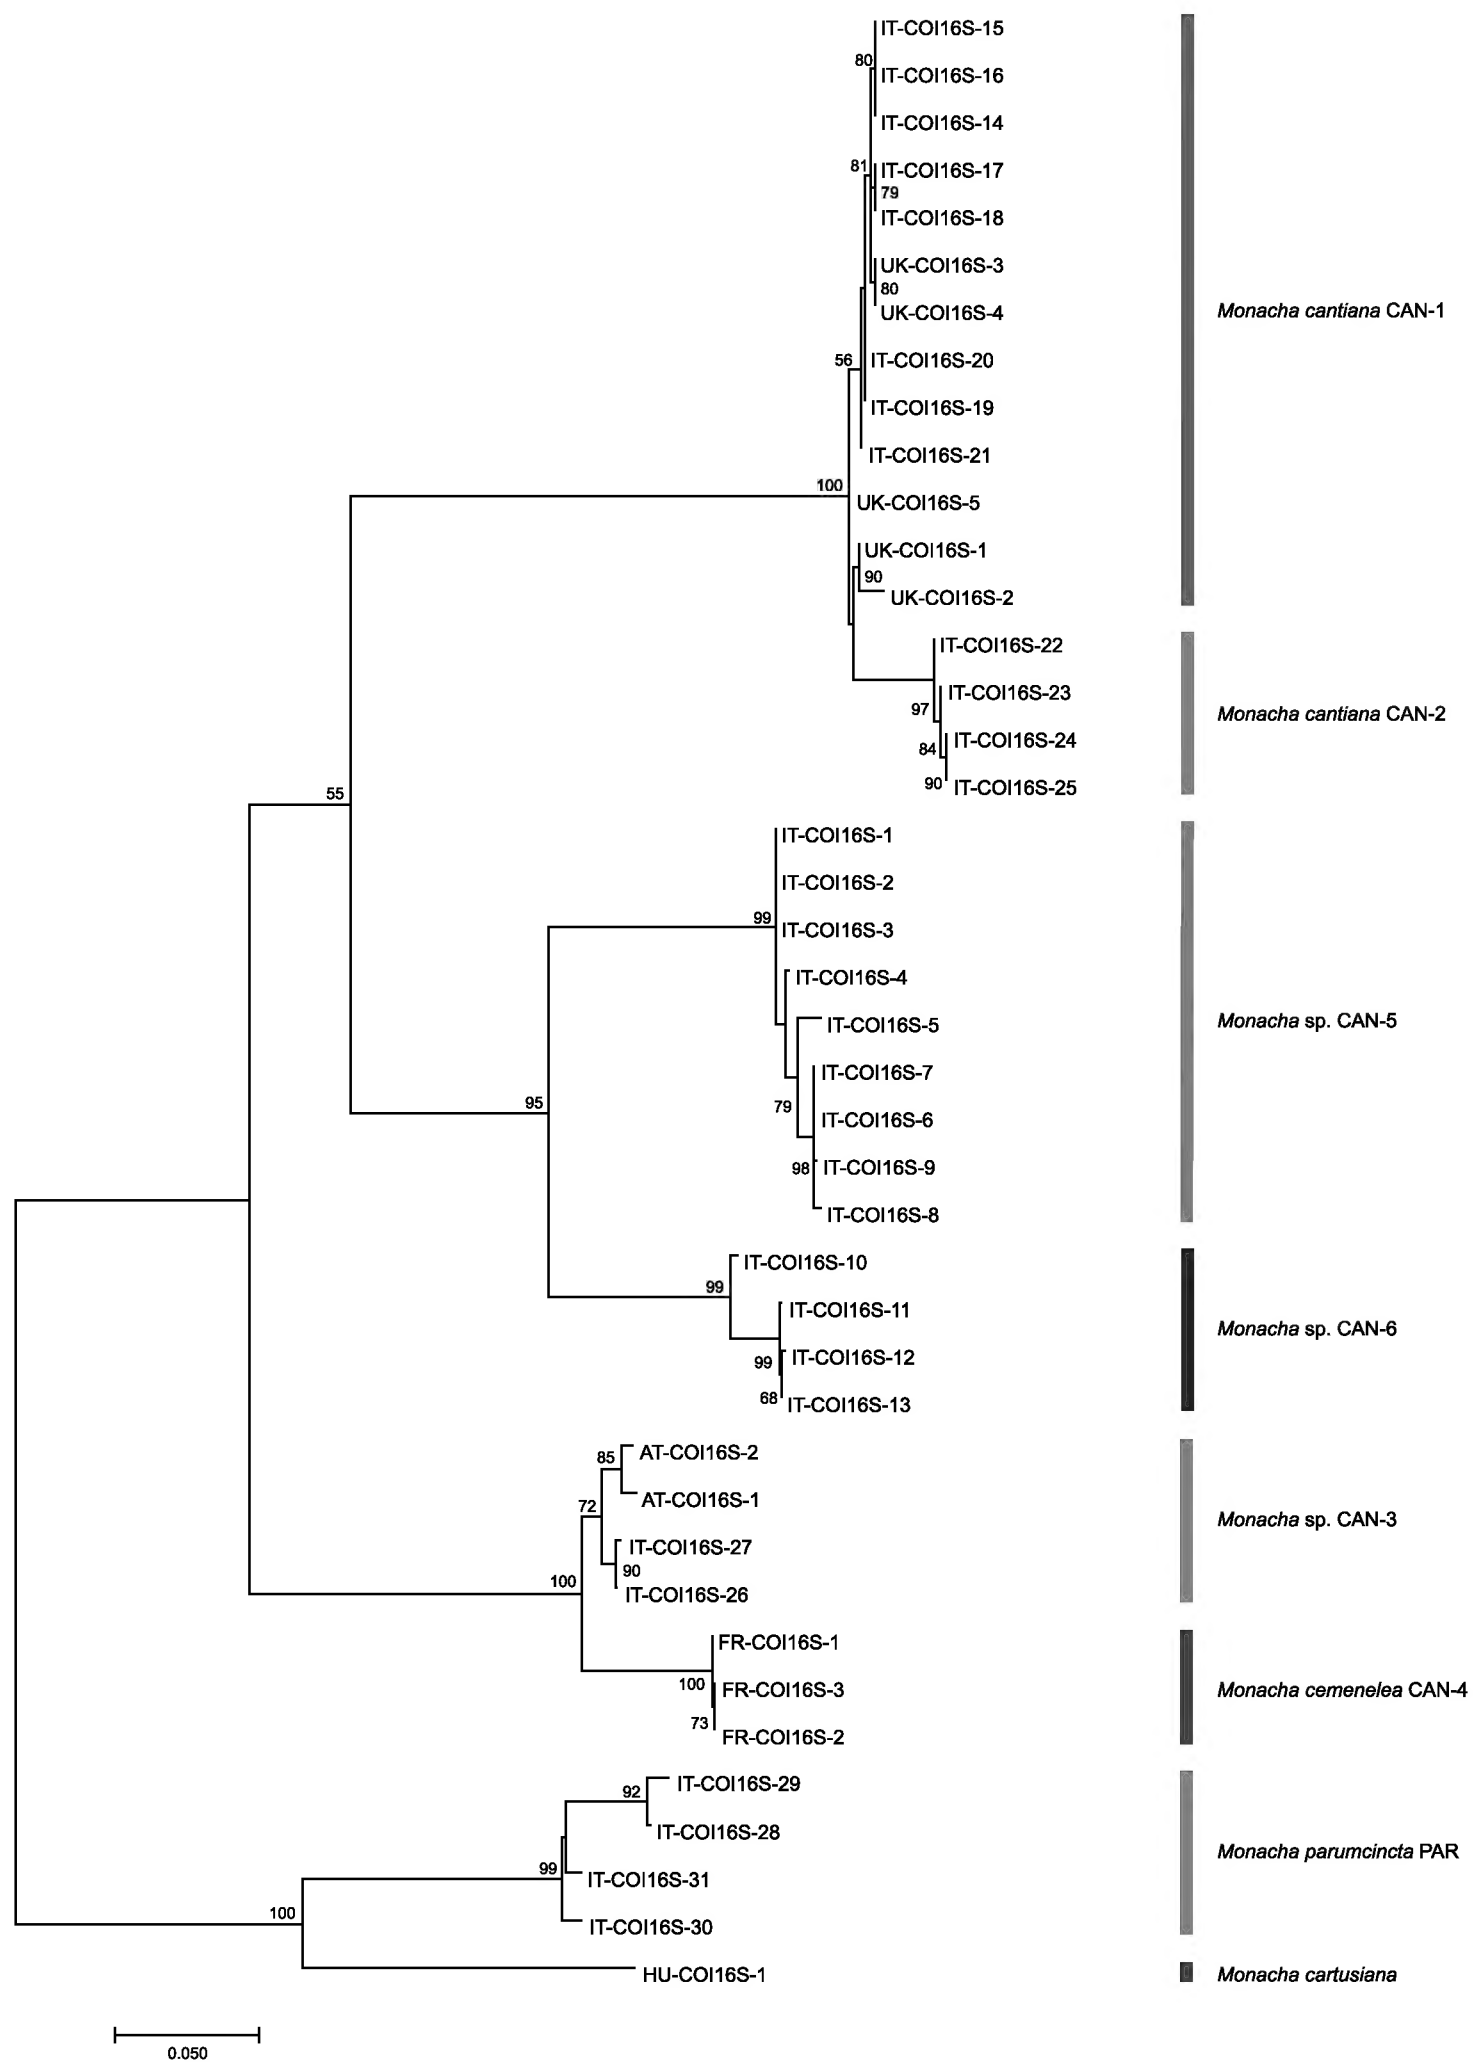 IT-COI16S-15
80
IT-COI16S-16
IT-COI16S-14
81
IT-COI16S-17
79
IT-COI16S-18
UK-COI16S-3
80
UK-COI16S-4
Monacha cantiana CAN-1
56
IT-COI16S-20
IT-COI16S-19
IT-COI16S-21
100
UK-COI16S-5
UK-COI16S-1
90
UK-COI16S-2
IT-COI16S-22
IT-COI16S-23
97
Monacha cantiana CAN-2
IT-COI16S-24
84
90
IT-COI16S-25
55
IT-COI16S-1
IT-COI16S-2
99
IT-COI16S-3
IT-COI16S-4
Monacha sp. CAN-5
IT-COI16S-5
IT-COI16S-7
95
79
IT-COI16S-6
98
IT-COI16S-9
IT-COI16S-8
IT-COI16S-10
99
IT-COI16S-11
Monacha sp. CAN-6
IT-COI16S-12
99
68
IT-COI16S-13
AT-COI16S-2
85
AT-COI16S-1
72
Monacha sp. CAN-3
IT-COI16S-27
90
100
IT-COI16S-26
FR-COI16S-1
100
FR-COI16S-3
Monacha cemenelea CAN-4
73
FR-COI16S-2
IT-COI16S-29
92
IT-COI16S-28
Monacha parumcincta PAR
99
IT-COI16S-31
100
IT-COI16S-30
HU-COI16S-1
Monacha cartusiana
0.050